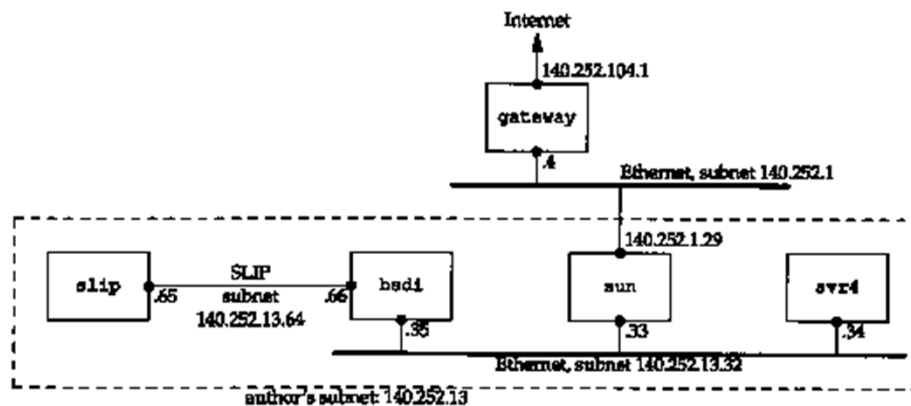 Internet
140.252.104.1
gateway
.4
Ethernet, subnet 140.252.1
140.252.1.29
slip
.65
SLIP
subnet
140.252.13.64
.66
bsdi
.35
sun
.33
svr4
.34
Ethernet, subnet 140.252.13.32
author's subnet: 140.252.13